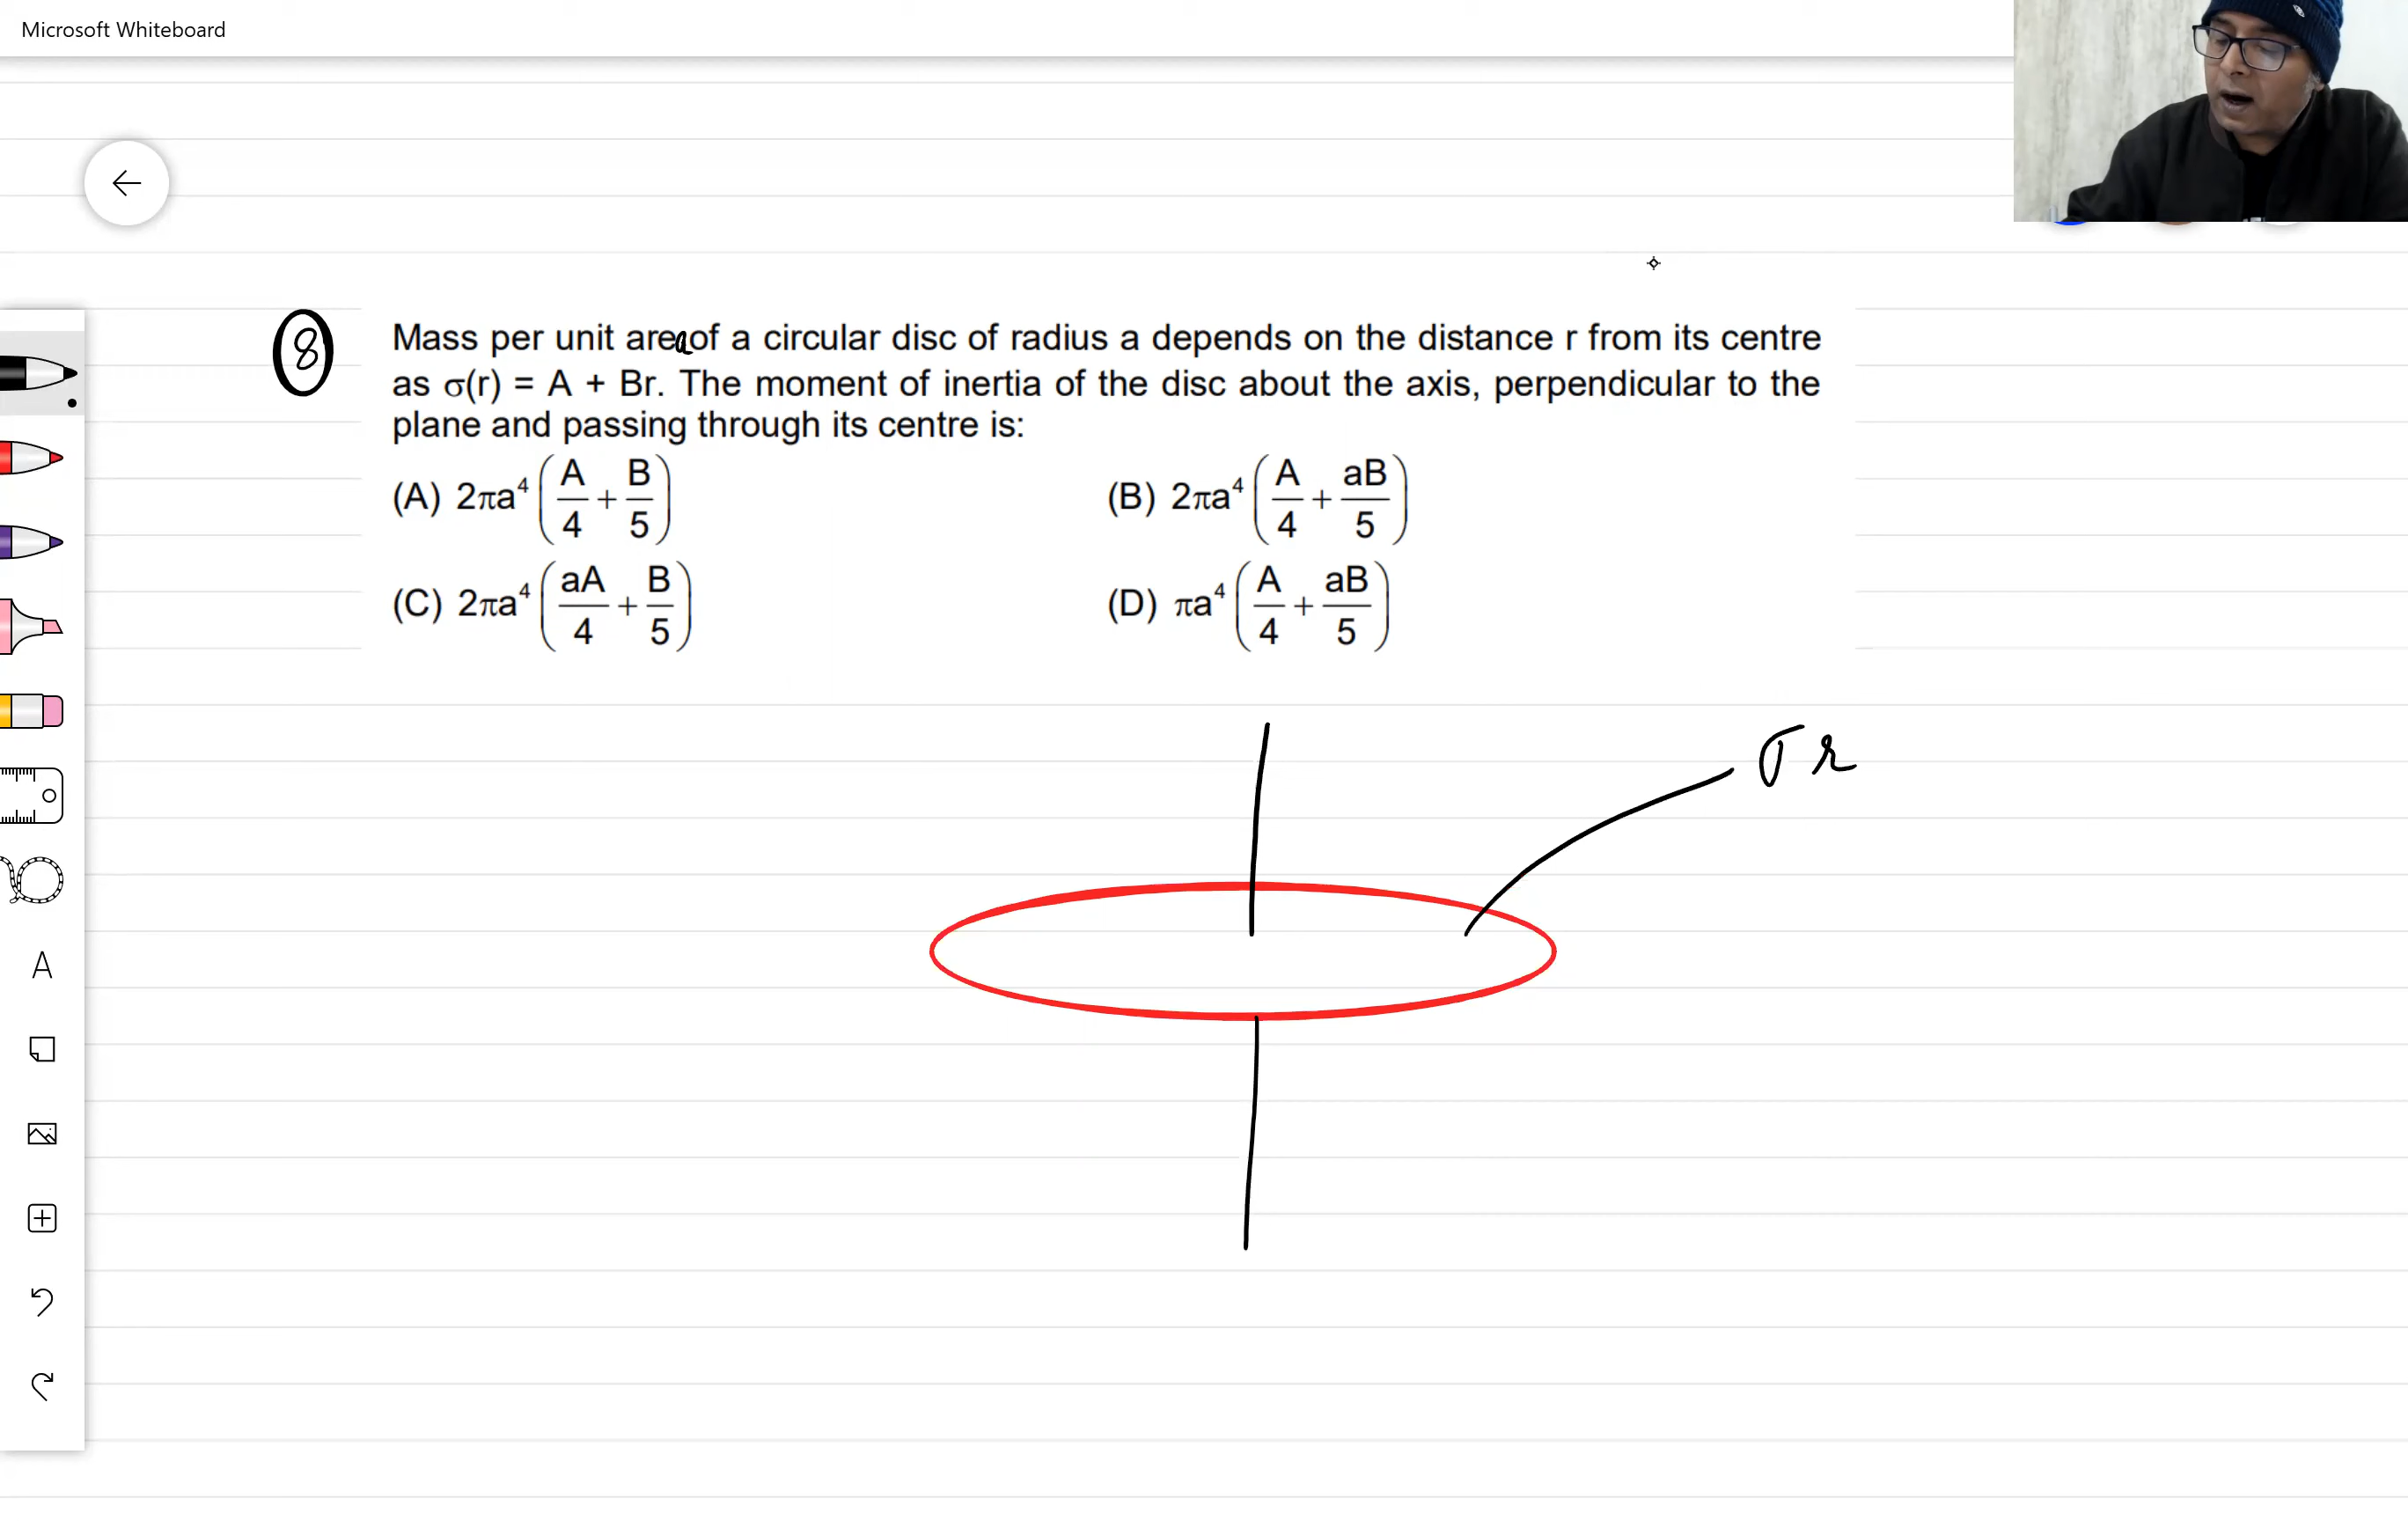 Microsoft Whiteboard
8
Mass per unit area of a circular disc of radius a depends on the distance r from its centre
as σ(r) = A + Br. The moment of inertia of the disc about the axis, perpendicular to the
plane and passing through its centre is:
(A) 2πa⁴ (A/4 + B/5) (B) 2πa⁴ (A/4 + aB/5)
(C) 2πa⁴ (aA/4 + B/5) (D) πa⁴ (A/4 + aB/5)
σ r
A